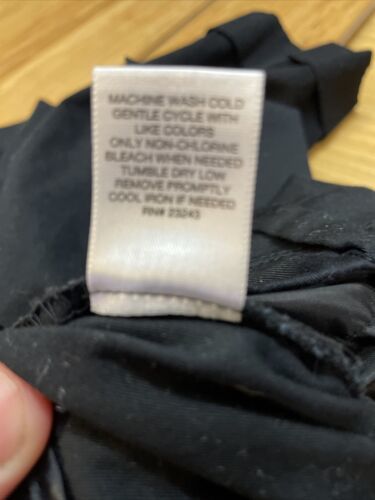 MACHINE WASH COLD
GENTLE CYCLE WITH
LIKE COLORS
ONLY NON-CHLORINE
BLEACH WHEN NEEDED
TUMBLE DRY LOW
REMOVE PROMPTLY
COOL IRON IF NEEDED
RN# 23243